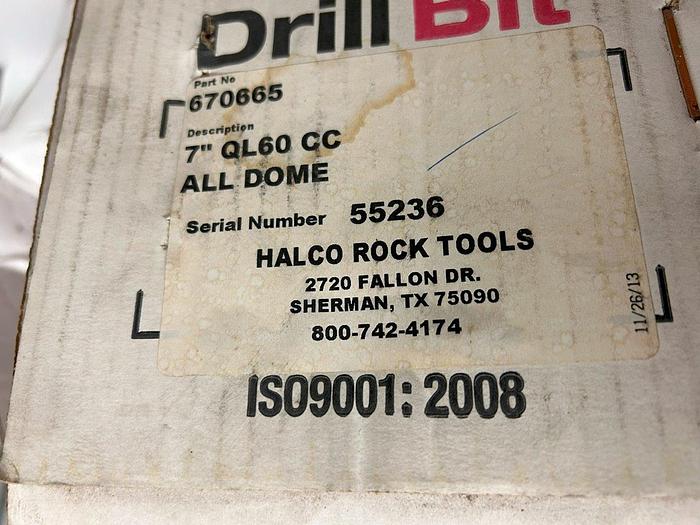 Drill Bit
Part No
670665
Description
7" QL60 CC
ALL DOME
Serial Number 55236
HALCO ROCK TOOLS
2720 FALLON DR.
SHERMAN, TX 75090
800-742-4174
11/26/13
ISO9001: 2008